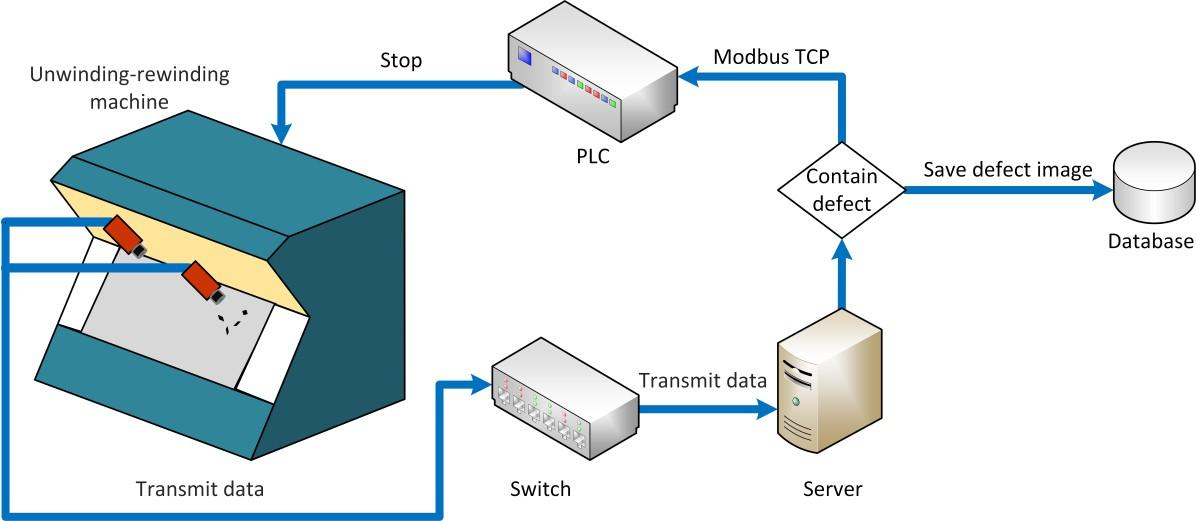 Unwinding-rewinding
machine
Stop
PLC
Modbus TCP
Contain
defect
Save defect image
Database
Transmit data
Switch
Transmit data
Server